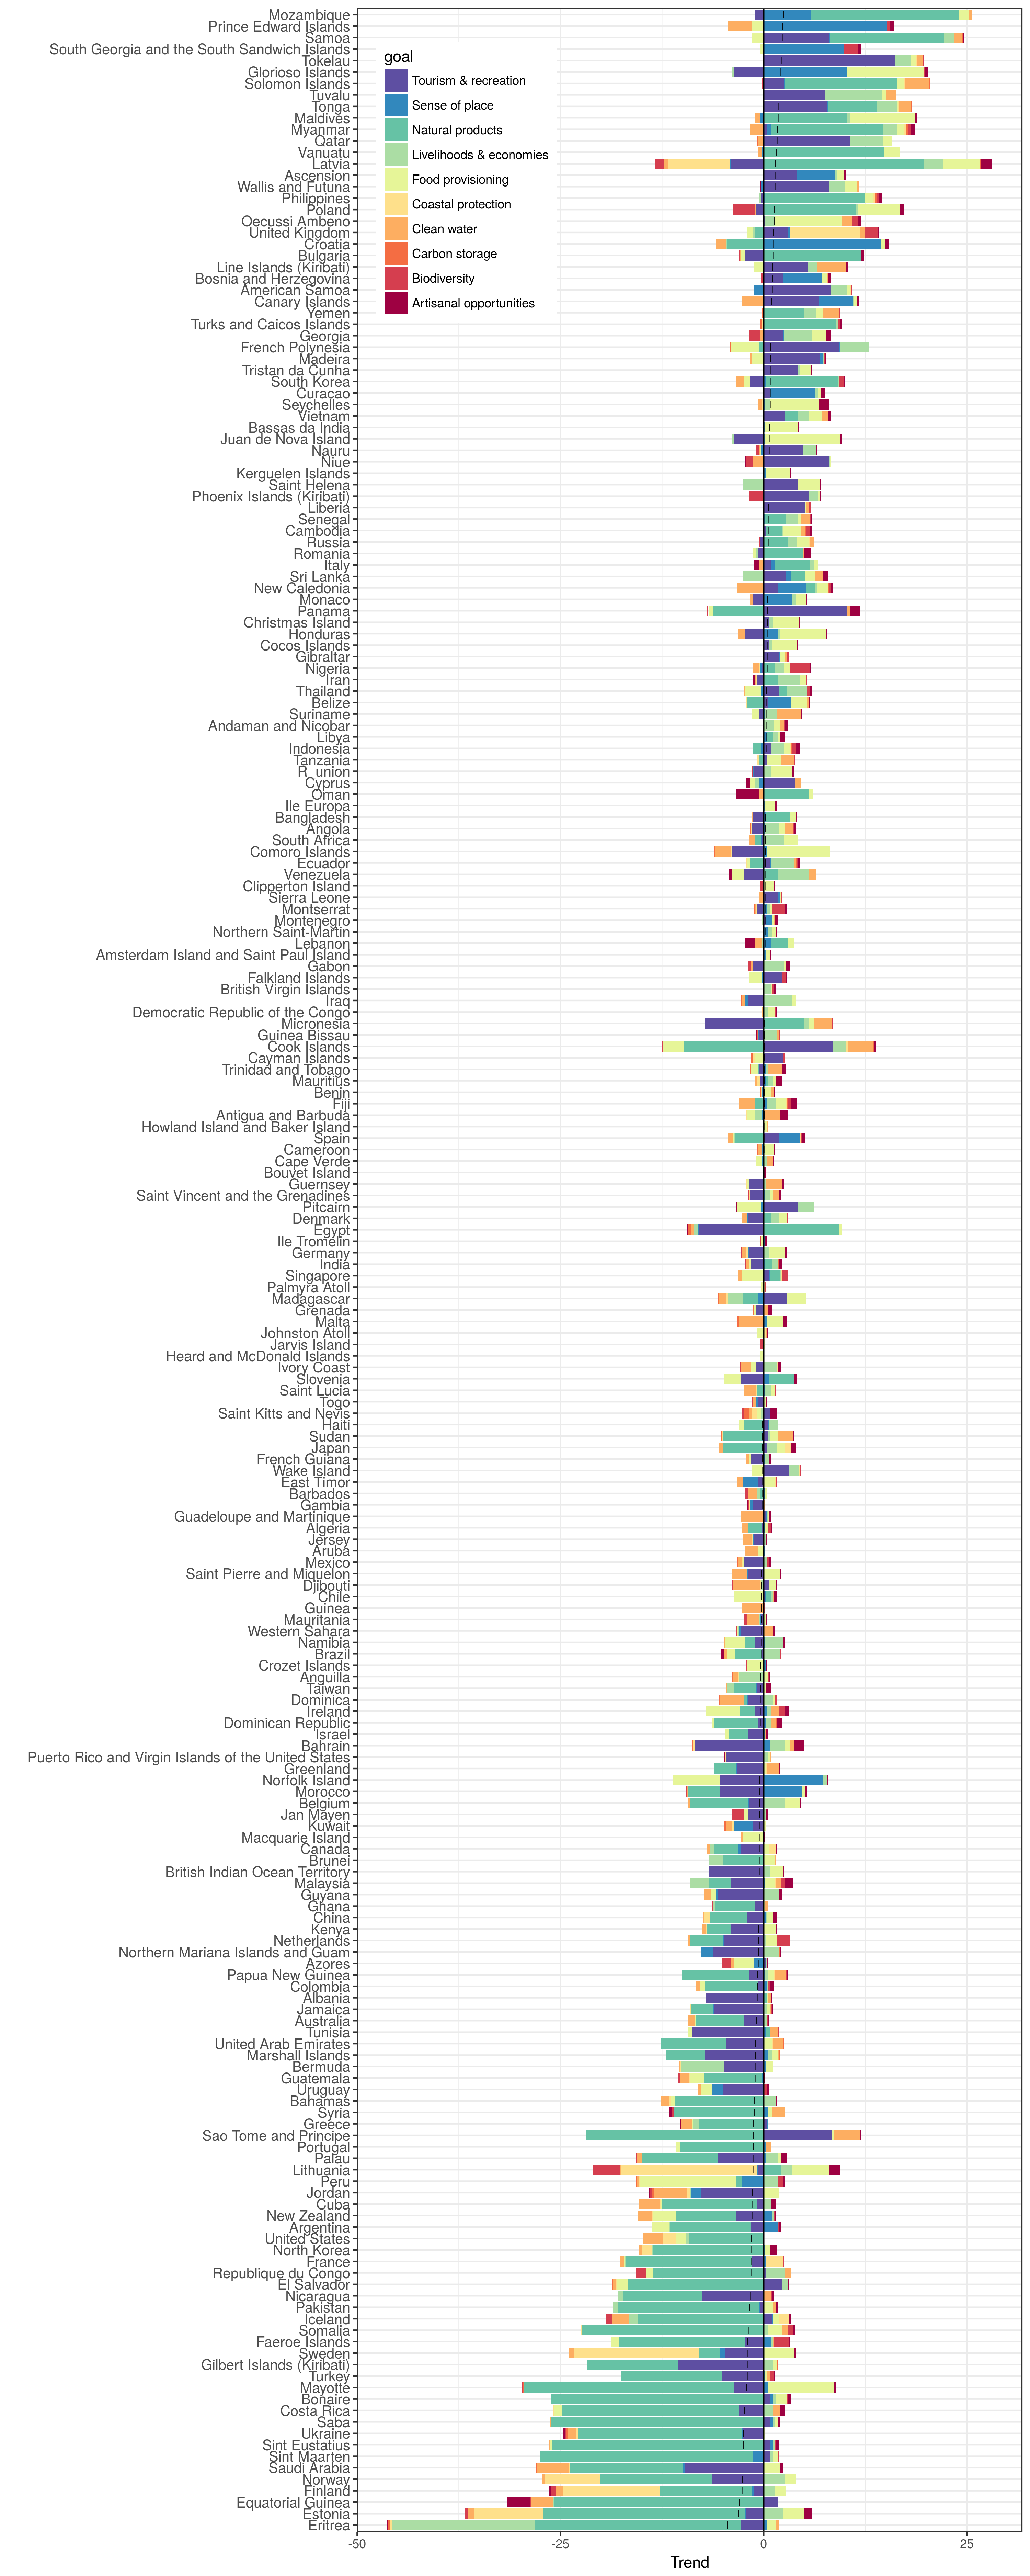 Mozambique
Prince Edward Islands
Samoa
South Georgia and the South Sandwich Islands
Tokelau
Glorioso Islands
Solomon Islands
Tuvalu
Tonga
Maldives
Myanmar
Qatar
Vanuatu
Latvia
Ascension
Wallis and Futuna
Philippines
Poland
Oecussi Ambeno
United Kingdom
Croatia
Bulgaria
Line Islands (Kiribati)
Bosnia and Herzegovina
American Samoa
Canary Islands
Yemen
Turks and Caicos Islands
Georgia
French Polynesia
Madeira
Tristan da Cunha
South Korea
Curacao
Seychelles
Vietnam
Bassas da India
Juan de Nova Island
Nauru
Niue
Kerguelen Islands
Saint Helena
Phoenix Islands (Kiribati)
Liberia
Senegal
Cambodia
Russia
Romania
Italy
Sri Lanka
New Caledonia
Monaco
Panama
Christmas Island
Honduras
Cocos Islands
Gibraltar
Nigeria
Iran
Thailand
Belize
Suriname
Andaman and Nicobar
Libya
Indonesia
Tanzania
R_union
Cyprus
Oman
Ile Europa
Bangladesh
Angola
South Africa
Comoro Islands
Ecuador
Venezuela
Clipperton Island
Sierra Leone
Montserrat
Montenegro
Northern Saint-Martin
Lebanon
Amsterdam Island and Saint Paul Island
Gabon
Falkland Islands
British Virgin Islands
Iraq
Democratic Republic of the Congo
Micronesia
Guinea Bissau
Cook Islands
Cayman Islands
Trinidad and Tobago
Mauritius
Benin
Fiji
Antigua and Barbuda
Howland Island and Baker Island
Spain
Cameroon
Cape Verde
Bouvet Island
Guernsey
Saint Vincent and the Grenadines
Pitcairn
Denmark
Egypt
Ile Tromelin
Germany
India
Singapore
Palmyra Atoll
Madagascar
Grenada
Malta
Johnston Atoll
Jarvis Island
Heard and McDonald Islands
Ivory Coast
Slovenia
Saint Lucia
Togo
Saint Kitts and Nevis
Haiti
Sudan
Japan
French Guiana
Wake Island
East Timor
Barbados
Gambia
Guadeloupe and Martinique
Algeria
Jersey
Aruba
Mexico
Saint Pierre and Miquelon
Djibouti
Chile
Guinea
Mauritania
Western Sahara
Namibia
Brazil
Crozet Islands
Anguilla
Taiwan
Dominica
Ireland
Dominican Republic
Israel
Bahrain
Puerto Rico and Virgin Islands of the United States
Greenland
Norfolk Island
Morocco
Belgium
Jan Mayen
Kuwait
Macquarie Island
Canada
Brunei
British Indian Ocean Territory
Malaysia
Guyana
Ghana
China
Kenya
Netherlands
Northern Mariana Islands and Guam
Azores
Papua New Guinea
Colombia
Albania
Jamaica
Australia
Tunisia
United Arab Emirates
Marshall Islands
Bermuda
Guatemala
Uruguay
Bahamas
Syria
Greece
Sao Tome and Principe
Portugal
Palau
Lithuania
Peru
Jordan
Cuba
New Zealand
Argentina
United States
North Korea
France
Republique du Congo
El Salvador
Nicaragua
Pakistan
Iceland
Somalia
Faeroe Islands
Sweden
Gilbert Islands (Kiribati)
Turkey
Mayotte
Bonaire
Costa Rica
Saba
Ukraine
Sint Eustatius
Sint Maarten
Saudi Arabia
Norway
Finland
Equatorial Guinea
Estonia
Eritrea
goal
Tourism & recreation
Sense of place
Natural products
Livelihoods & economies
Food provisioning
Coastal protection
Clean water
Carbon storage
Biodiversity
Artisanal opportunities
-50 -25 0 25
Trend